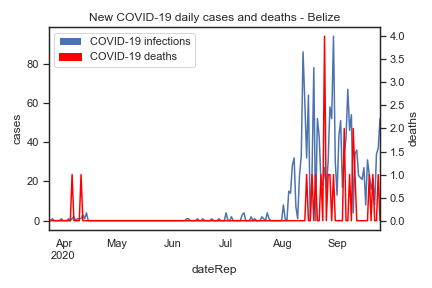 New COVID-19 daily cases and deaths - Belize
COVID-19 infections
COVID-19 deaths
cases
80
60
40
20
0
4.0
3.5
3.0
2.5
2.0
1.5
1.0
0.5
0.0
deaths
Apr May Jun Jul Aug Sep
2020
dateRep